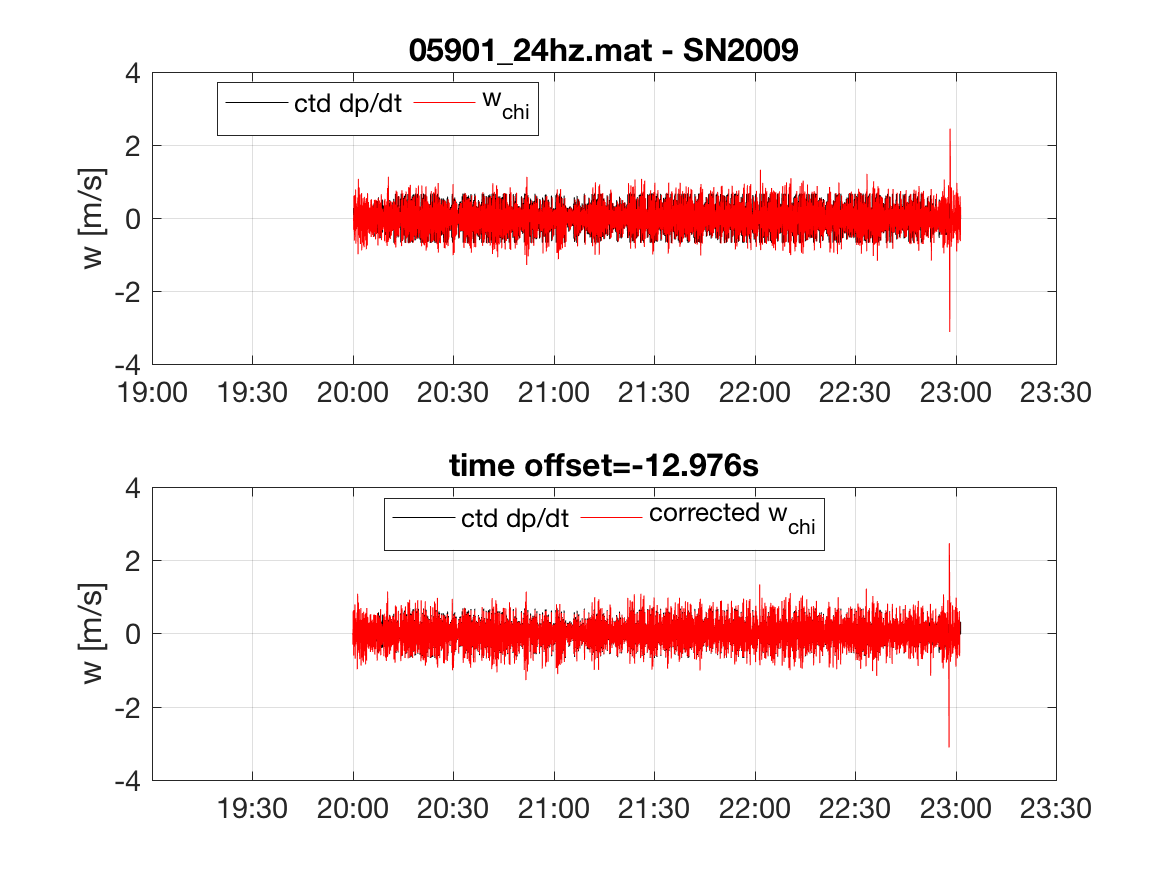 05901_24hz.mat - SN2009
4
ctd dp/dt w_chi
2
w [m/s]
0
-2
-4
19:00 19:30 20:00 20:30 21:00 21:30 22:00 22:30 23:00 23:30
time offset=-12.976s
4
ctd dp/dt corrected w_chi
2
w [m/s]
0
-2
-4
19:30 20:00 20:30 21:00 21:30 22:00 22:30 23:00 23:30